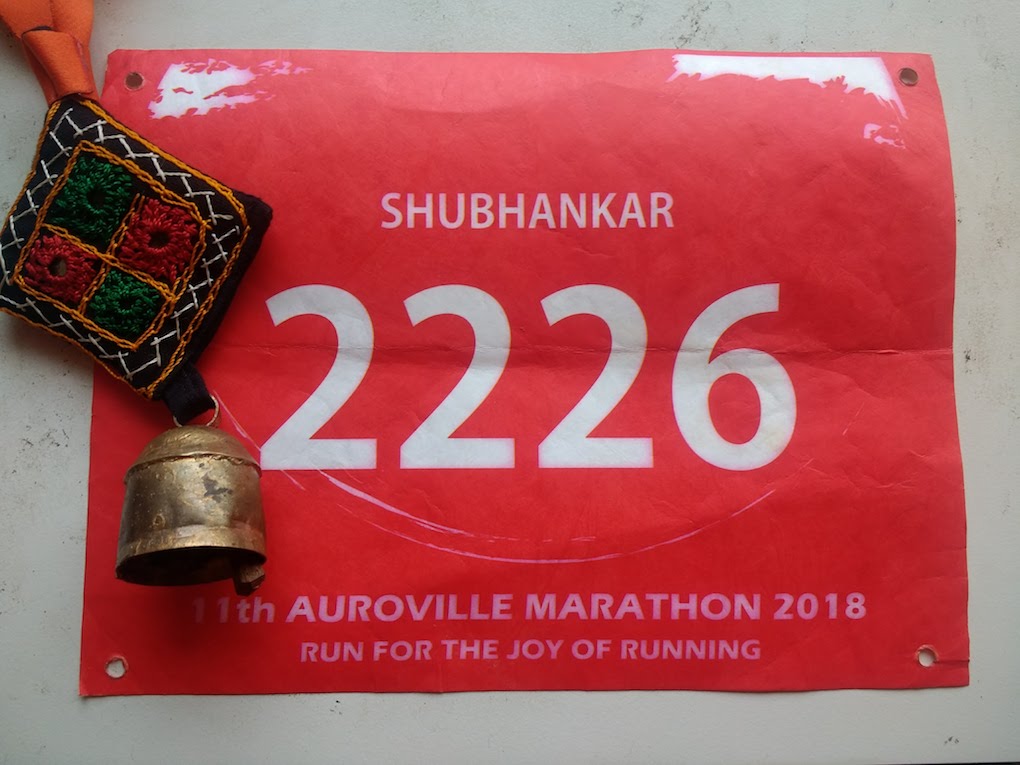 SHUBHANKAR
2226
11th AUROVILLE MARATHON 2018
RUN FOR THE JOY OF RUNNING